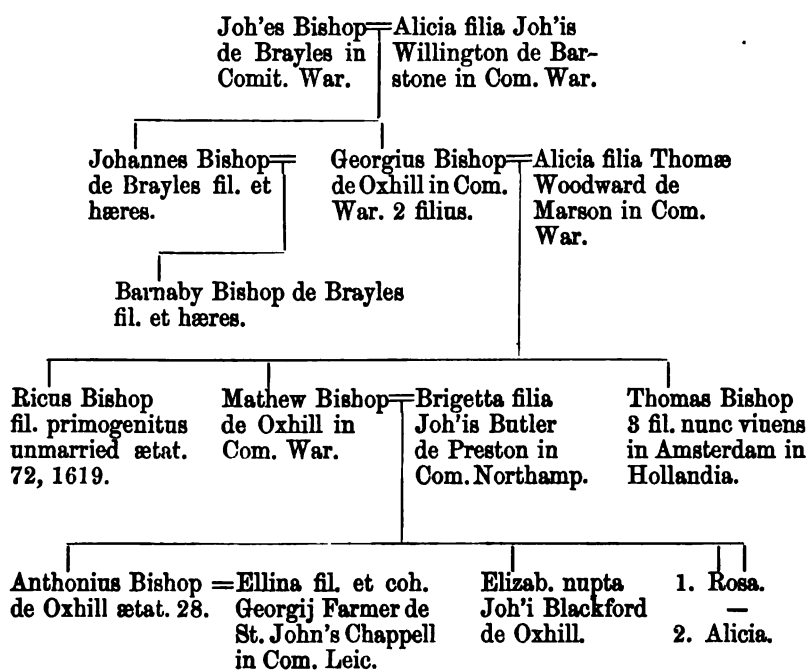 Joh'es Bishop
de Brayles in
Comit. War.
Alicia filia Joh'is
Willington de Bar-
stone in Com. War.
Johannes Bishop
de Brayles fil. et
hæres.
Georgius Bishop
de Oxhill in Com.
War. 2 filius.
Alicia filia Thomæ
Woodward de
Marson in Com.
War.
Barnaby Bishop de Brayles
fil. et hæres.
Ricus Bishop
fil. primogenitus
unmarried ætat.
72, 1619.
Mathew Bishop
de Oxhill in
Com. War.
Brigetta filia
Joh'is Butler
de Preston in
Com. Northamp.
Thomas Bishop
3 fil. nunc viuens
in Amsterdam in
Hollandia.
Anthonius Bishop
de Oxhill ætat. 28.
Ellina fil. et coh.
Georgij Farmer de
St. John's Chappell
in Com. Leic.
Elizab. nupta
Joh'i Blackford
de Oxhill.
1. Rosa.
—
2. Alicia.